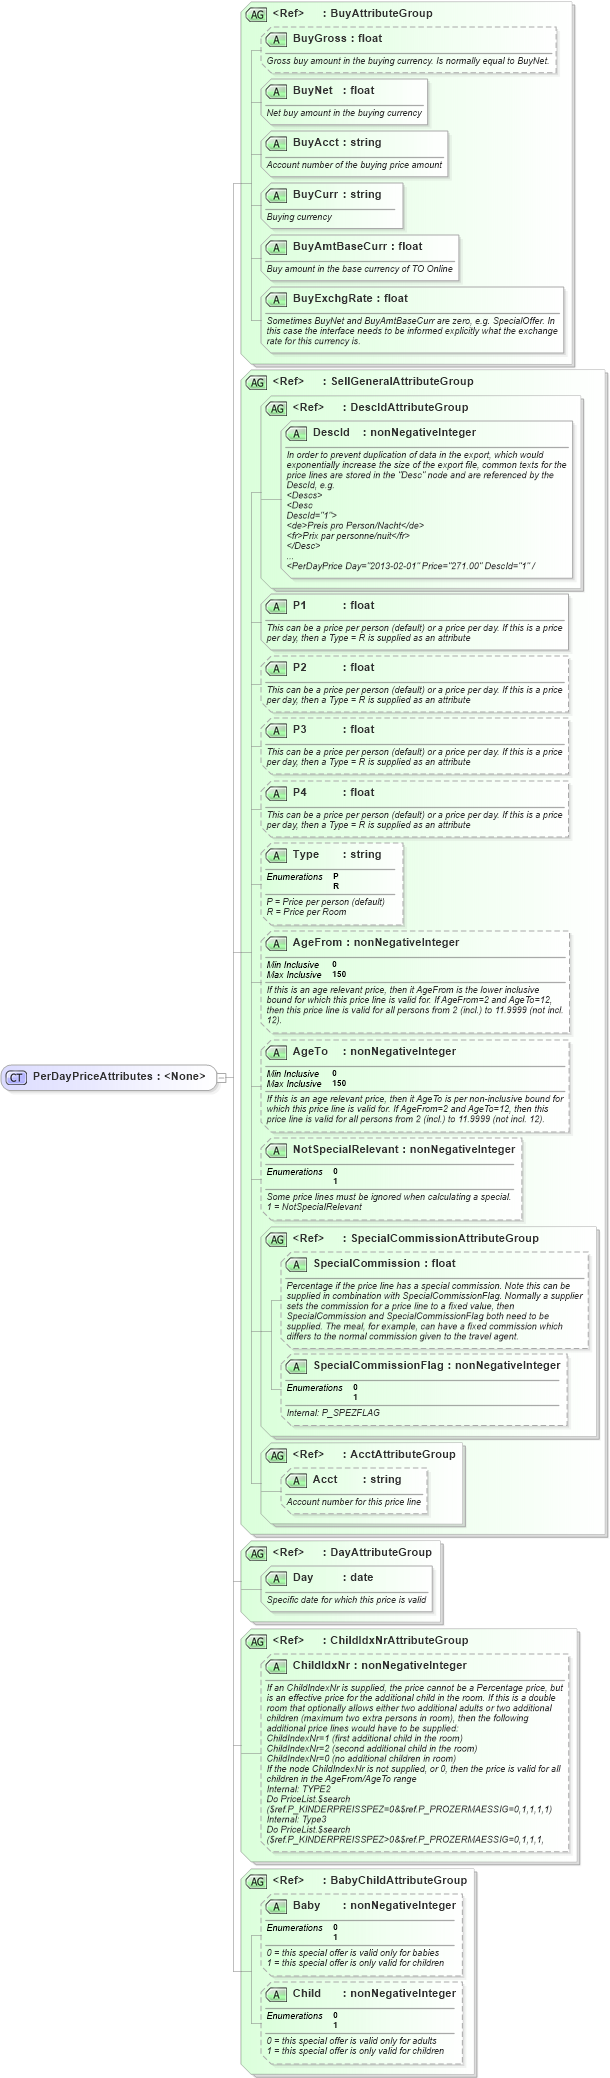 AG <Ref> : BuyAttributeGroup
A BuyGross : float
Gross buy amount in the buying currency. Is normally equal to BuyNet.
A BuyNet : float
Net buy amount in the buying currency
A BuyAcct : string
Account number of the buying price amount
A BuyCurr : string
Buying currency
A BuyAmtBaseCurr : float
Buy amount in the base currency of TO Online
A BuyExchgRate : float
Sometimes BuyNet and BuyAmtBaseCurr are zero, e.g. SpecialOffer. In
this case the interface needs to be informed explicitly what the exchange
rate for this currency is.
AG <Ref> : SellGeneralAttributeGroup
AG <Ref> : DescIdAttributeGroup
A DescId : nonNegativeInteger
In order to prevent duplication of data in the export, which would
exponentially increase the size of the export file, common texts for the
price lines are stored in the "Desc" node and are referenced by the
DescId, e.g.
<Descs>
<Desc
DescId="1">
<de>Preis pro Person/Nacht</de>
<fr>Prix par personne/nuit</fr>
</Desc>
...
<PerDayPrice Day="2013-02-01" Price="271.00" DescId="1" /
A P1 : float
This can be a price per person (default) or a price per day. If this is a price
per day, then a Type = R is supplied as an attribute
A P2 : float
This can be a price per person (default) or a price per day. If this is a price
per day, then a Type = R is supplied as an attribute
A P3 : float
This can be a price per person (default) or a price per day. If this is a price
per day, then a Type = R is supplied as an attribute
A P4 : float
This can be a price per person (default) or a price per day. If this is a price
per day, then a Type = R is supplied as an attribute
A Type : string
Enumerations P
R
P = Price per person (default)
R = Price per Room
A AgeFrom : nonNegativeInteger
Min Inclusive 0
Max Inclusive 150
If this is an age relevant price, then it AgeFrom is the lower inclusive
bound for which this price line is valid for. If AgeFrom=2 and AgeTo=12,
then this price line is valid for all persons from 2 (incl.) to 11.9999 (not incl.
12).
CT PerDayPriceAttributes : <None>
A AgeTo : nonNegativeInteger
Min Inclusive 0
Max Inclusive 150
If this is an age relevant price, then it AgeTo is per non-inclusive bound for
which this price line is valid for. If AgeFrom=2 and AgeTo=12, then this
price line is valid for all persons from 2 (incl.) to 11.9999 (not incl. 12).
A NotSpecialRelevant : nonNegativeInteger
Enumerations 0
1
Some price lines must be ignored when calculating a special.
1 = NotSpecialRelevant
AG <Ref> : SpecialCommissionAttributeGroup
A SpecialCommission : float
Percentage if the price line has a special commission. Note this can be
supplied in combination with SpecialCommissionFlag. Normally a supplier
sets the commission for a price line to a fixed value, then
SpecialCommission and SpecialCommissionFlag both need to be
supplied. The meal, for example, can have a fixed commission which
differs to the normal commission given to the travel agent.
A SpecialCommissionFlag : nonNegativeInteger
Enumerations 0
1
Internal: P_SPEZFLAG
AG <Ref> : AcctAttributeGroup
A Acct : string
Account number for this price line
AG <Ref> : DayAttributeGroup
A Day : date
Specific date for which this price is valid
AG <Ref> : ChildIdxNrAttributeGroup
A ChildIdxNr : nonNegativeInteger
If an ChildIndexNr is supplied, the price cannot be a Percentage price, but
is an effective price for the additional child in the room. If this is a double
room that optionally allows either two additional adults or two additional
children (maximum two extra persons in room), then the following
additional price lines would have to be supplied:
ChildIndexNr=1 (first additional child in the room)
ChildIndexNr=2 (second additional child in the room)
ChildIndexNr=0 (no additional children in room)
If the node ChildIndexNr is not supplied, or 0, then the price is valid for all
children in the AgeFrom/AgeTo range
Internal: TYPE2
Do PriceList.$search
($ref.P_KINDERPREISSPEZ=0&$ref.P_PROZERMAESSIG=0,1,1,1,1)
Internal: Type3
Do PriceList.$search
($ref.P_KINDERPREISSPEZ>0&$ref.P_PROZERMAESSIG=0,1,1,1,
AG <Ref> : BabyChildAttributeGroup
A Baby : nonNegativeInteger
Enumerations 0
1
0 = this special offer is valid only for babies
1 = this special offer is only valid for children
A Child : nonNegativeInteger
Enumerations 0
1
0 = this special offer is valid only for adults
1 = this special offer is only valid for children